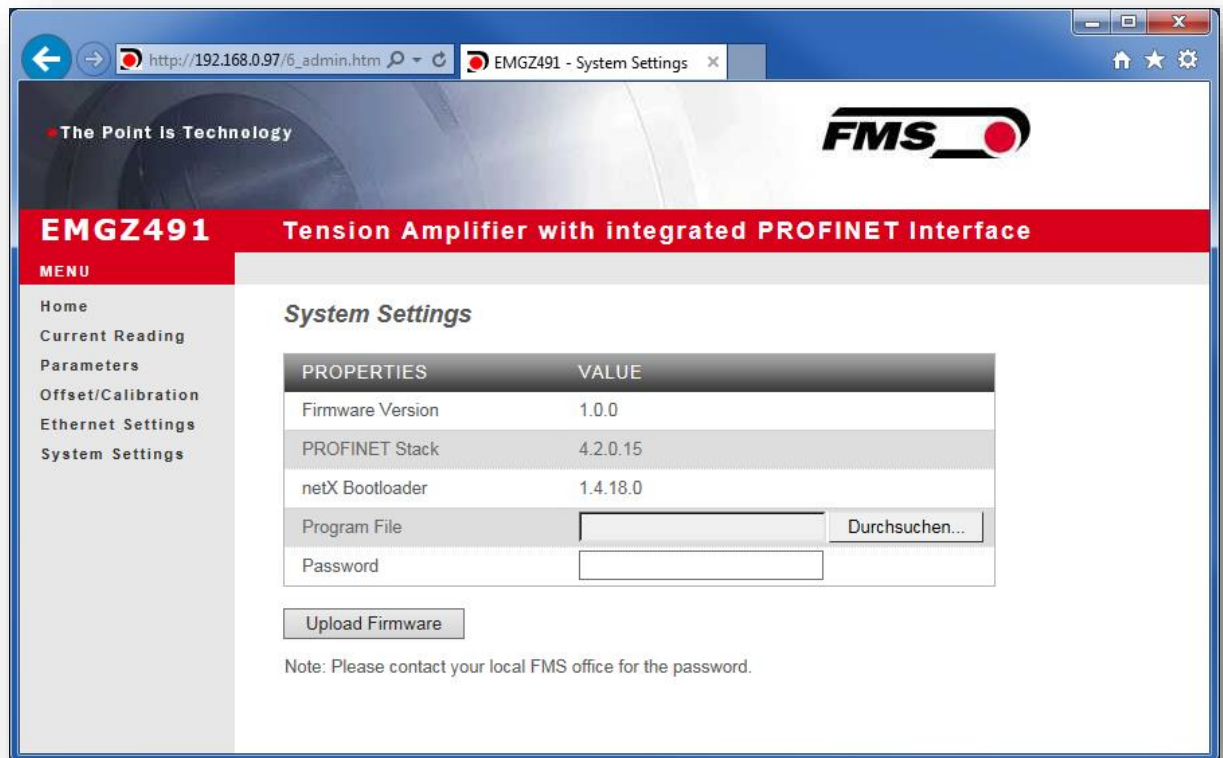 http://192.168.0.97/6_admin.htm
EMGZ491 - System Settings
The Point is Technology
FMS
EMGZ491
Tension Amplifier with integrated PROFINET Interface
MENU
Home
Current Reading
Parameters
Offset/Calibration
Ethernet Settings
System Settings
System Settings
PROPERTIES VALUE
Firmware Version 1.0.0
PROFINET Stack 4.2.0.15
netX Bootloader 1.4.18.0
Program File Durchsuchen...
Password
Upload Firmware
Note: Please contact your local FMS office for the password.